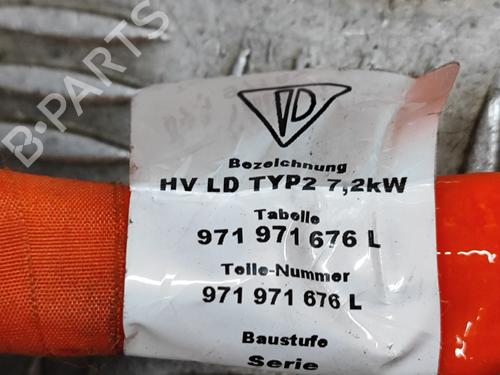 B-PARTS
VD
Bezeichnung
HV LD TYP2 7,2kW
Tabelle
971 971 676 L
Teile-Nummer
971 971 676 L
Baustufe
Serie